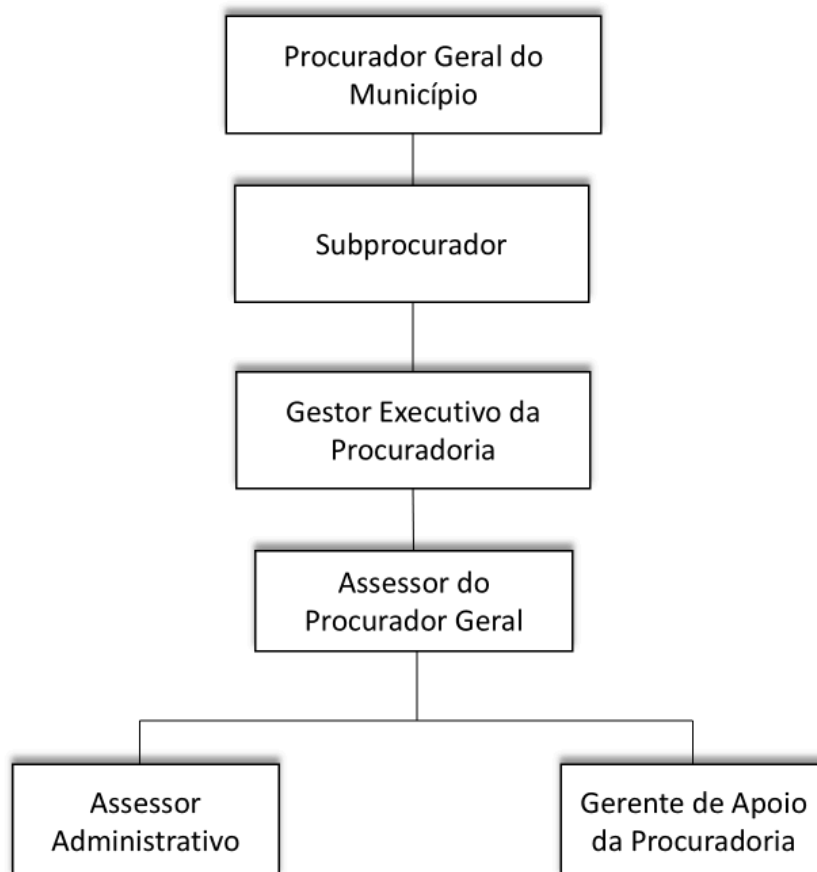 Procurador Geral do
Município
Subprocurador
Gestor Executivo da
Procuradoria
Assessor do
Procurador Geral
Assessor
Administrativo
Gerente de Apoio
da Procuradoria